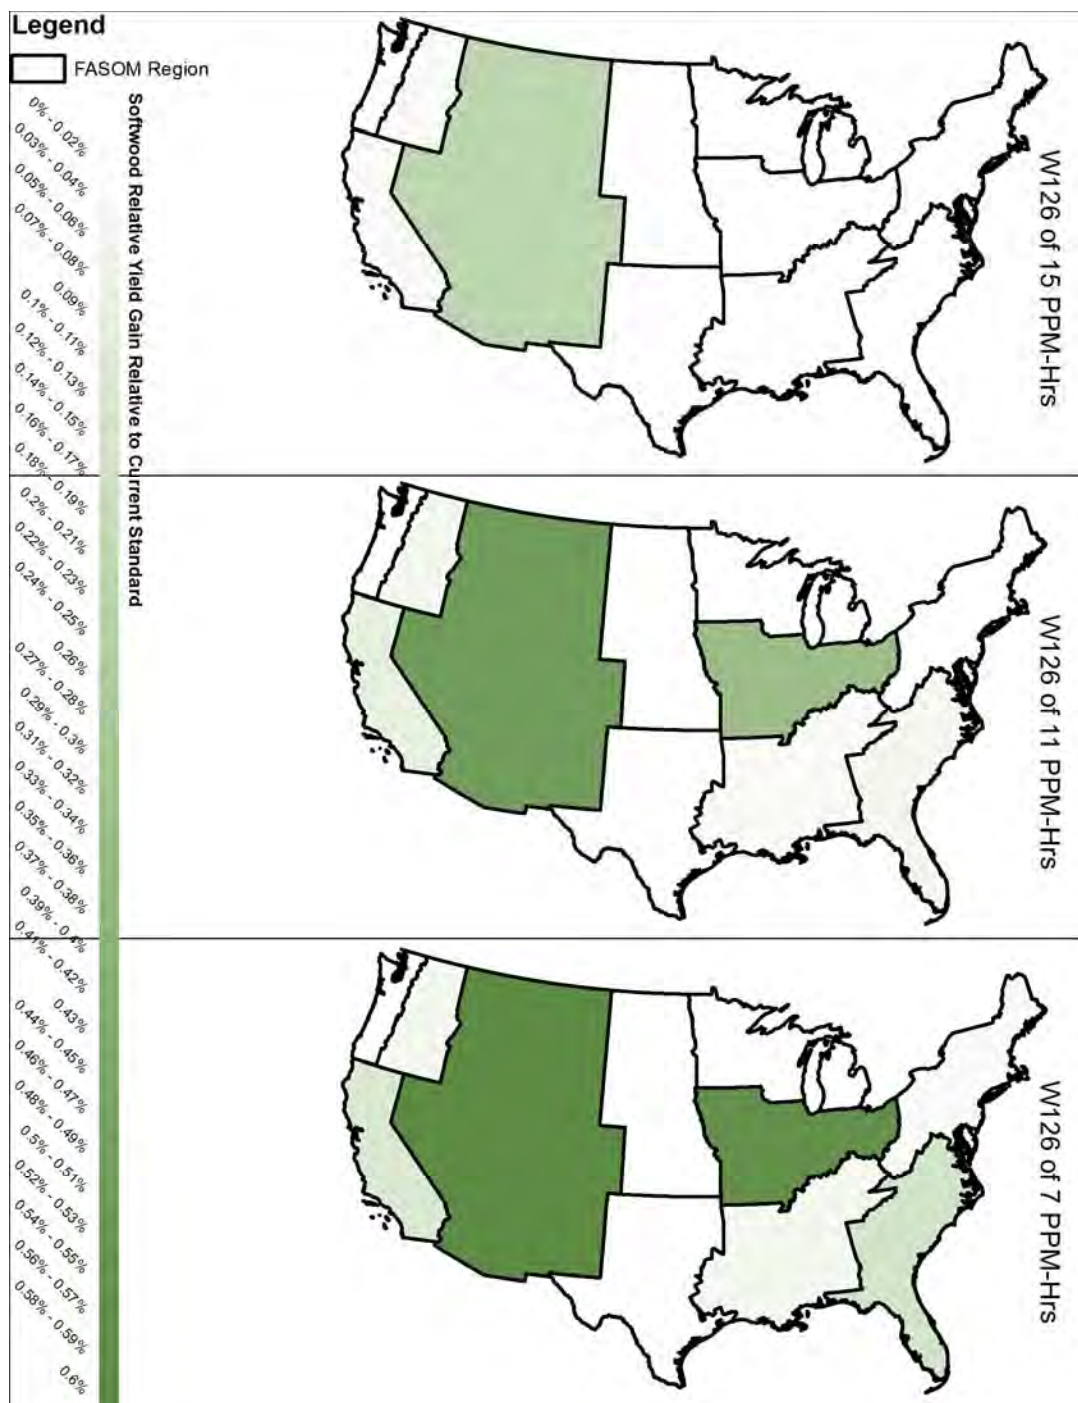 Legend
FASOM Region
Softwood Relative Yield Gain Relative to Current Standard
0% - 0.02%
0.03% - 0.04%
0.05% - 0.06%
0.07% - 0.08%
0.09%
0.1% - 0.11%
0.12% - 0.13%
0.14% - 0.15%
0.16% - 0.17%
0.18% - 0.19%
0.2% - 0.21%
0.22% - 0.23%
0.24% - 0.25%
0.26%
0.27% - 0.28%
0.29% - 0.3%
0.31% - 0.32%
0.33% - 0.34%
0.35% - 0.36%
0.37% - 0.38%
0.39% - 0.4%
0.41% - 0.42%
0.43%
0.44% - 0.45%
0.46% - 0.47%
0.48% - 0.49%
0.5% - 0.51%
0.52% - 0.53%
0.54% - 0.55%
0.56% - 0.57%
0.58% - 0.59%
0.6%
W126 of 15 PPM-Hrs
W126 of 11 PPM-Hrs
W126 of 7 PPM-Hrs